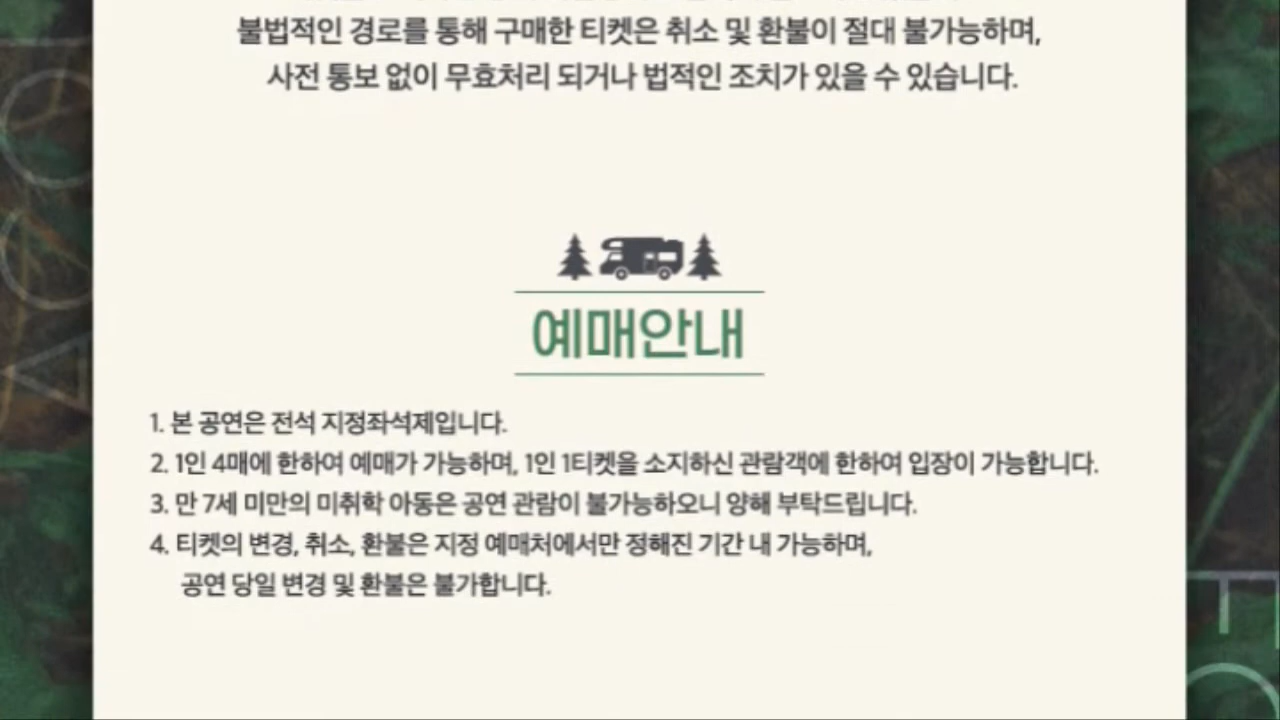 불법적인 경로를 통해 구매한 티켓은 취소 및 환불이 절대 불가능하며,
사전 통보 없이 무효처리 되거나 법적인 조치가 있을 수 있습니다.
예매안내
1. 본 공연은 전석 지정좌석제입니다.
2. 1인 4매에 한하여 예매가 가능하며, 1인 1티켓을 소지하신 관람객에 한하여 입장이 가능합니다.
3. 만 7세 미만의 미취학 아동은 공연 관람이 불가능하오니 양해 부탁드립니다.
4. 티켓의 변경, 취소, 환불은 지정 예매처에서만 정해진 기간 내 가능하며,
공연 당일 변경 및 환불은 불가합니다.